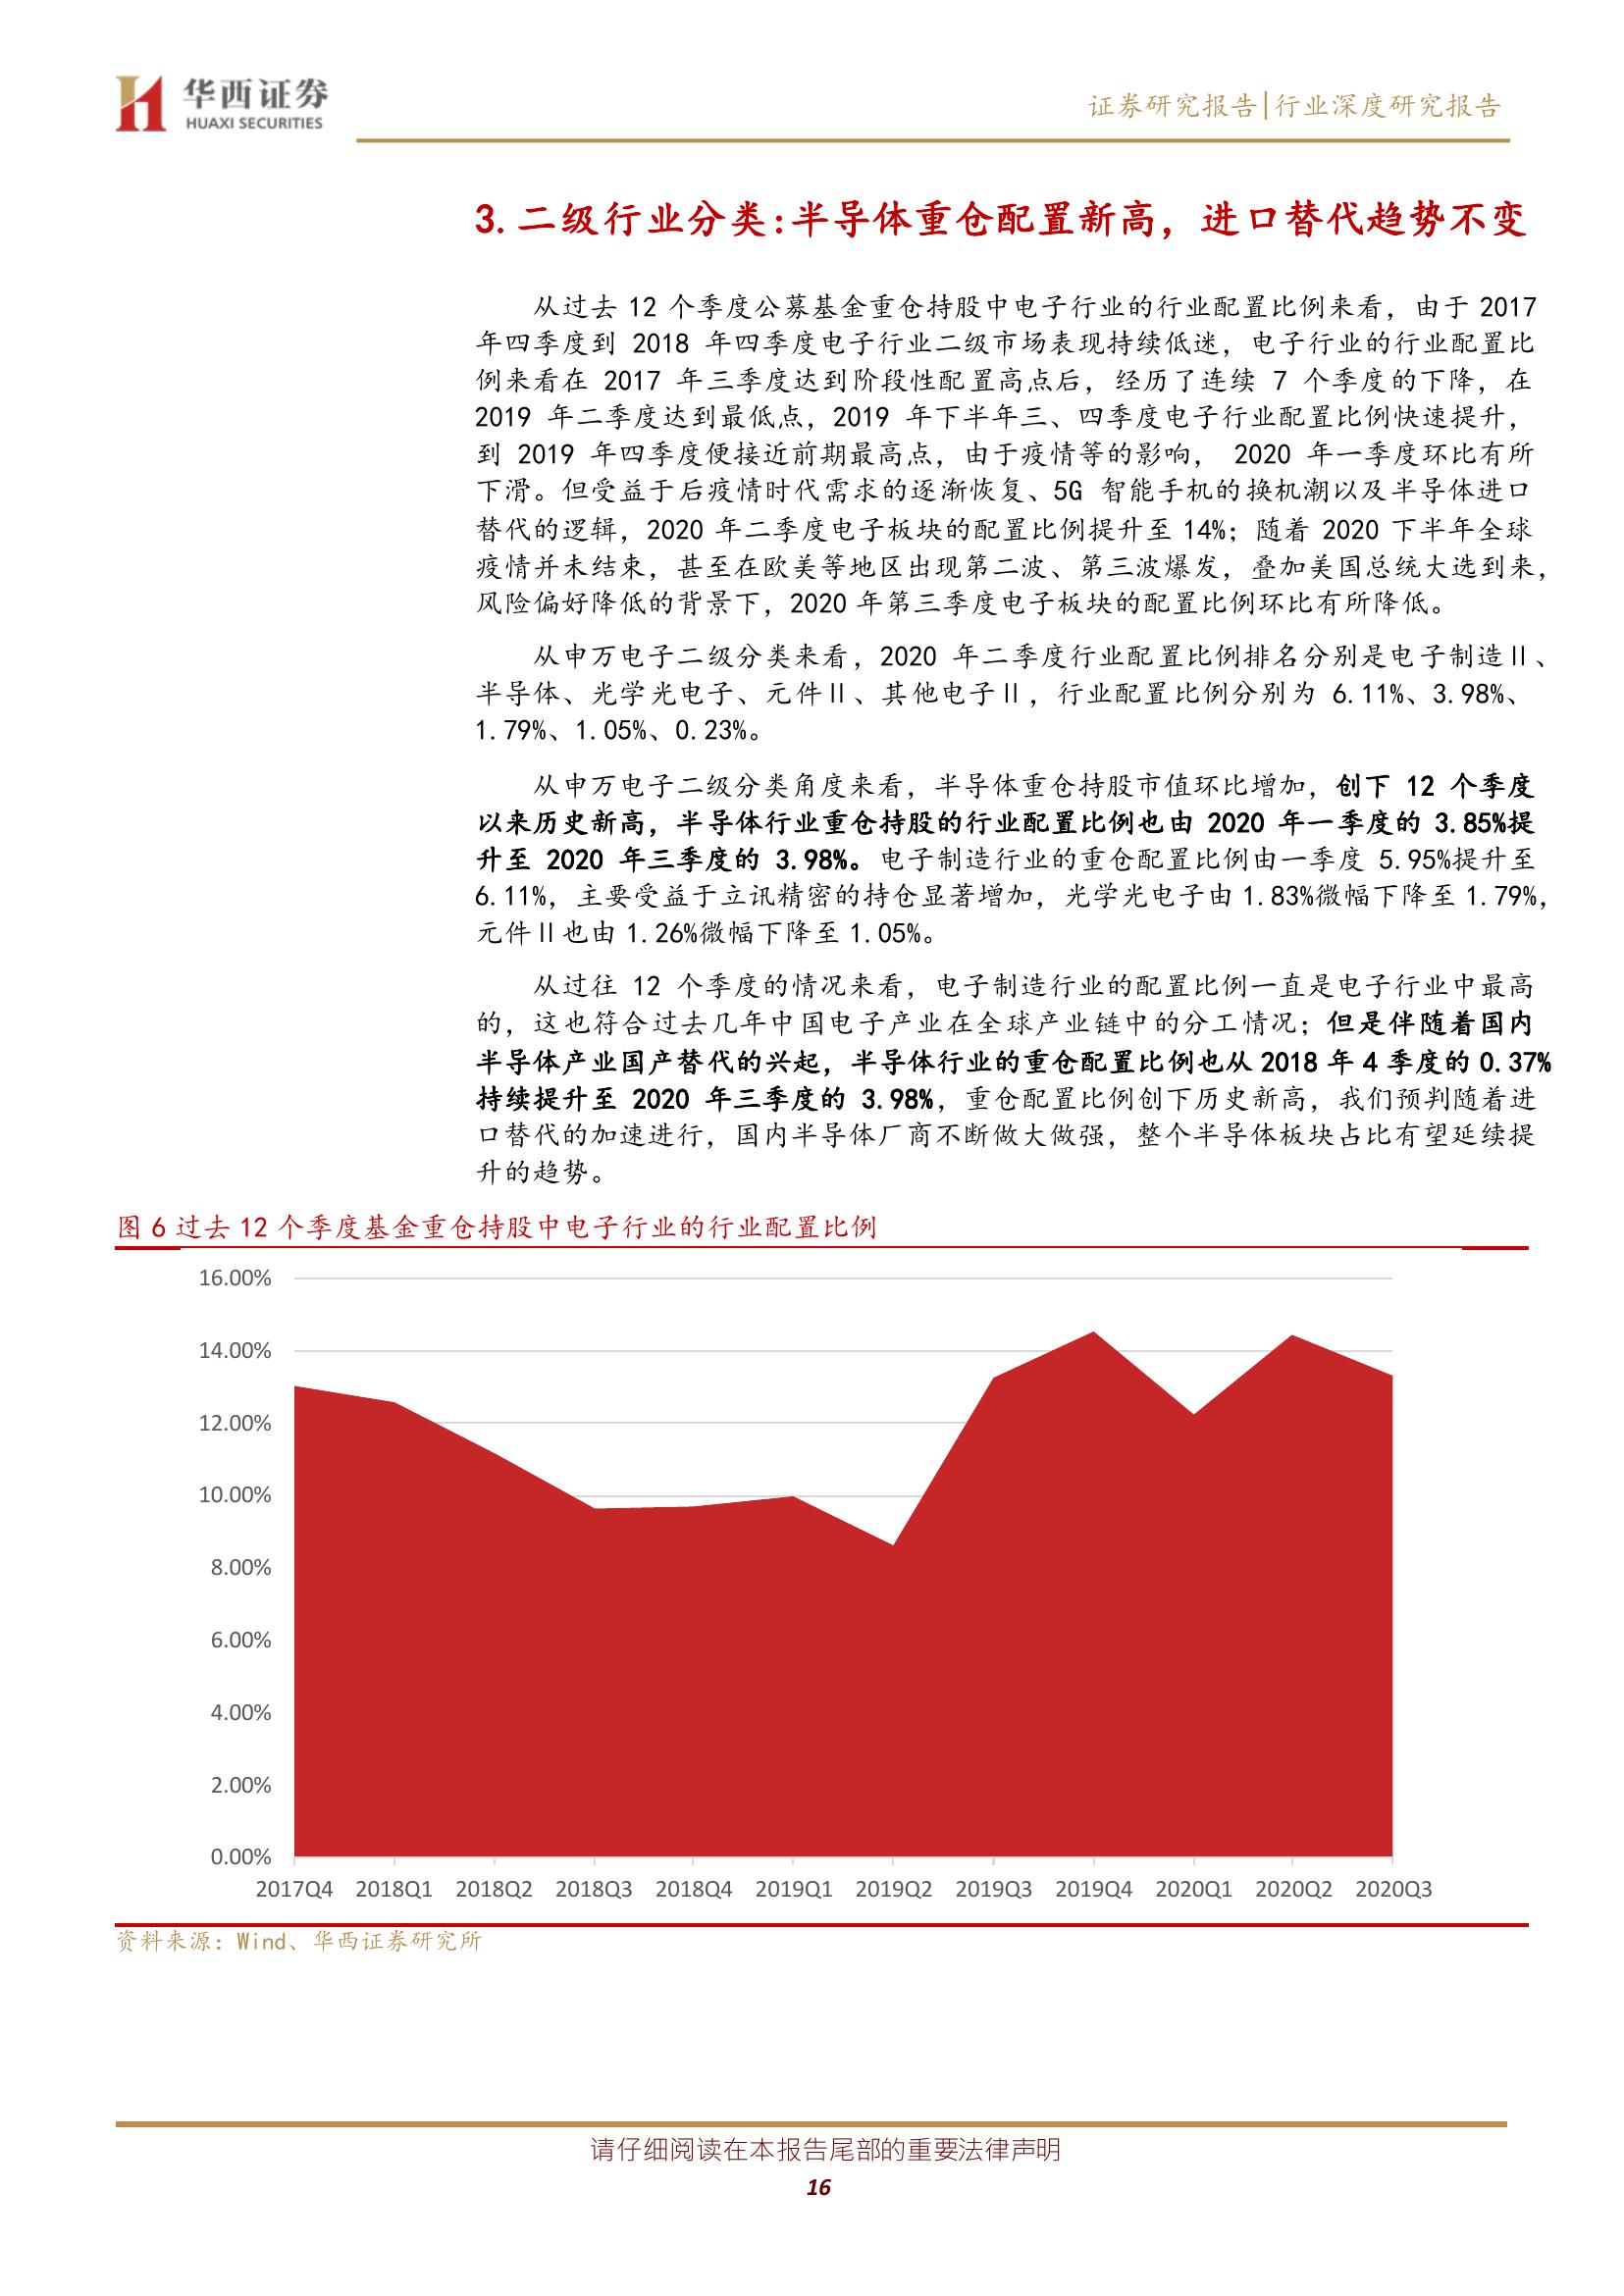 华西证券
HUAXI SECURITIES
证券研究报告|行业深度研究报告
3.二级行业分类:半导体重仓配置新高，进口替代趋势不变
从过去 12 个季度公募基金重仓持股中电子行业的行业配置比例来看，由于 2017
年四季度到 2018 年四季度电子行业二级市场表现持续低迷，电子行业的行业配置比
例来看在 2017 年三季度达到阶段性配置高点后，经历了连续 7 个季度的下降，在
2019 年二季度达到最低点，2019 年下半年三、四季度电子行业配置比例快速提升，
到 2019 年四季度便接近前期最高点，由于疫情等的影响， 2020 年一季度环比有所
下滑。但受益于后疫情时代需求的逐渐恢复、5G 智能手机的换机潮以及半导体进口
替代的逻辑，2020 年二季度电子板块的配置比例提升至 14%；随着 2020 下半年全球
疫情并未结束，甚至在欧美等地区出现第二波、第三波爆发，叠加美国总统大选到来，
风险偏好降低的背景下，2020 年第三季度电子板块的配置比例环比有所降低。
从申万电子二级分类来看，2020 年二季度行业配置比例排名分别是电子制造Ⅱ、
半导体、光学光电子、元件Ⅱ、其他电子Ⅱ，行业配置比例分别为 6.11%、3.98%、
1.79%、1.05%、0.23%。
从申万电子二级分类角度来看，半导体重仓持股市值环比增加，创下 12 个季度
以来历史新高，半导体行业重仓持股的行业配置比例也由 2020 年一季度的 3.85%提
升至 2020 年三季度的 3.98%。电子制造行业的重仓配置比例由一季度 5.95%提升至
6.11%，主要受益于立讯精密的持仓显著增加，光学光电子由 1.83%微幅下降至 1.79%，
元件Ⅱ也由 1.26%微幅下降至 1.05%。
从过往 12 个季度的情况来看，电子制造行业的配置比例一直是电子行业中最高
的，这也符合过去几年中国电子产业在全球产业链中的分工情况；但是伴随着国内
半导体产业国产替代的兴起，半导体行业的重仓配置比例也从 2018 年 4 季度的 0.37%
持续提升至 2020 年三季度的 3.98%，重仓配置比例创下历史新高，我们预判随着进
口替代的加速进行，国内半导体厂商不断做大做强，整个半导体板块占比有望延续提
升的趋势。
图 6 过去 12 个季度基金重仓持股中电子行业的行业配置比例
16.00%
14.00%
12.00%
10.00%
8.00%
6.00%
4.00%
2.00%
0.00%
2017Q4 2018Q1 2018Q2 2018Q3 2018Q4 2019Q1 2019Q2 2019Q3 2019Q4 2020Q1 2020Q2 2020Q3
资料来源：Wind、华西证券研究所
请仔细阅读在本报告尾部的重要法律声明
16